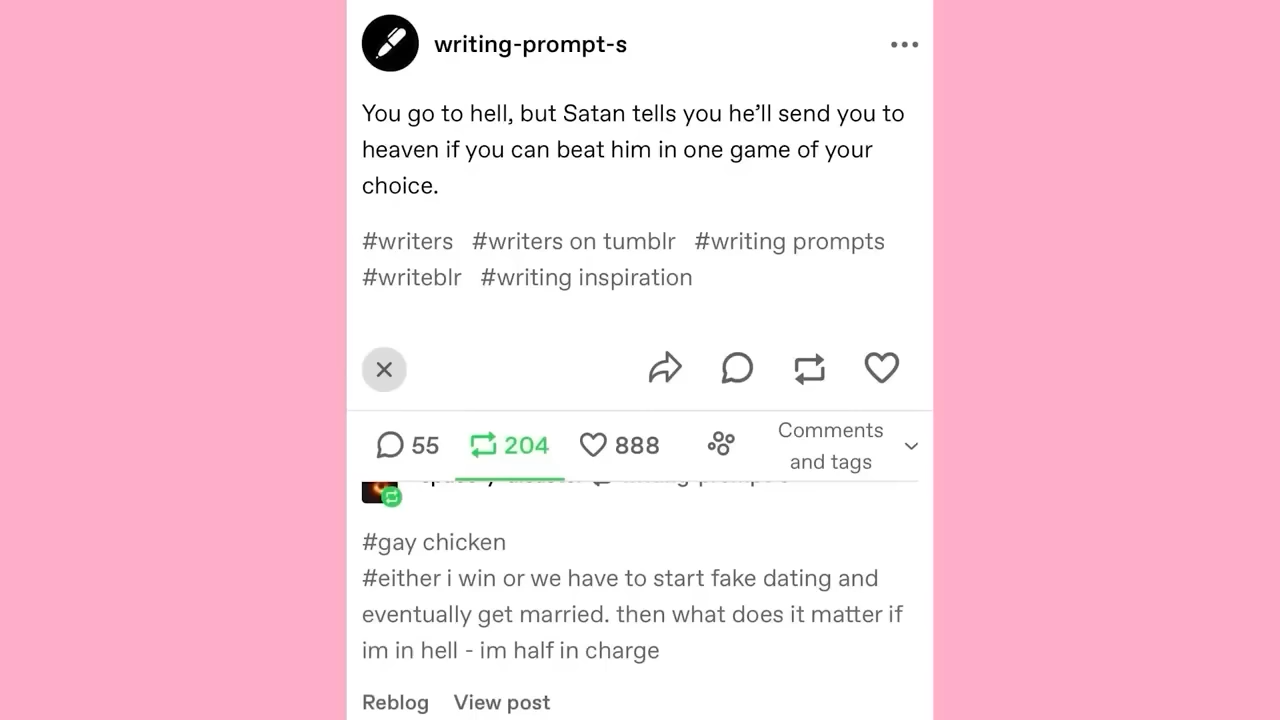 writing-prompt-s
You go to hell, but Satan tells you he’ll send you to
heaven if you can beat him in one game of your
choice.
#writers #writers on tumblr #writing prompts
#writeblr #writing inspiration
55 204 888 Comments
and tags
#gay chicken
#either i win or we have to start fake dating and
eventually get married. then what does it matter if
im in hell - im half in charge
Reblog View post